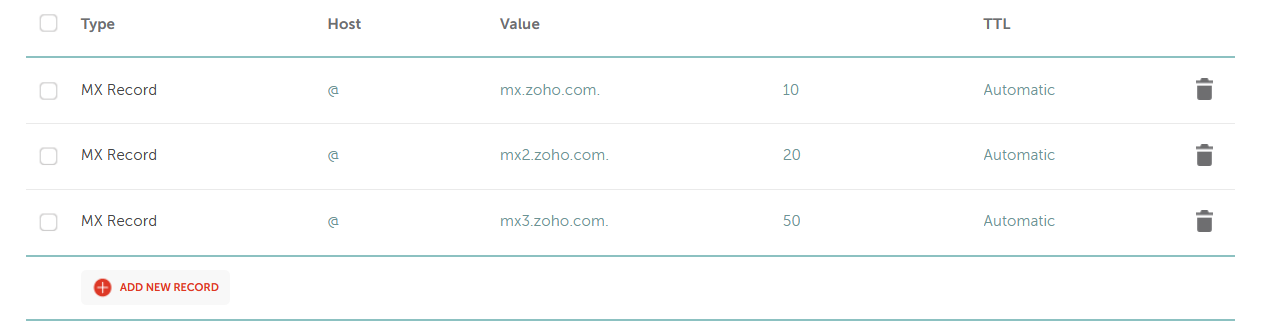 Type Host Value TTL
MX Record @ mx.zoho.com. 10 Automatic
MX Record @ mx2.zoho.com. 20 Automatic
MX Record @ mx3.zoho.com. 50 Automatic
ADD NEW RECORD